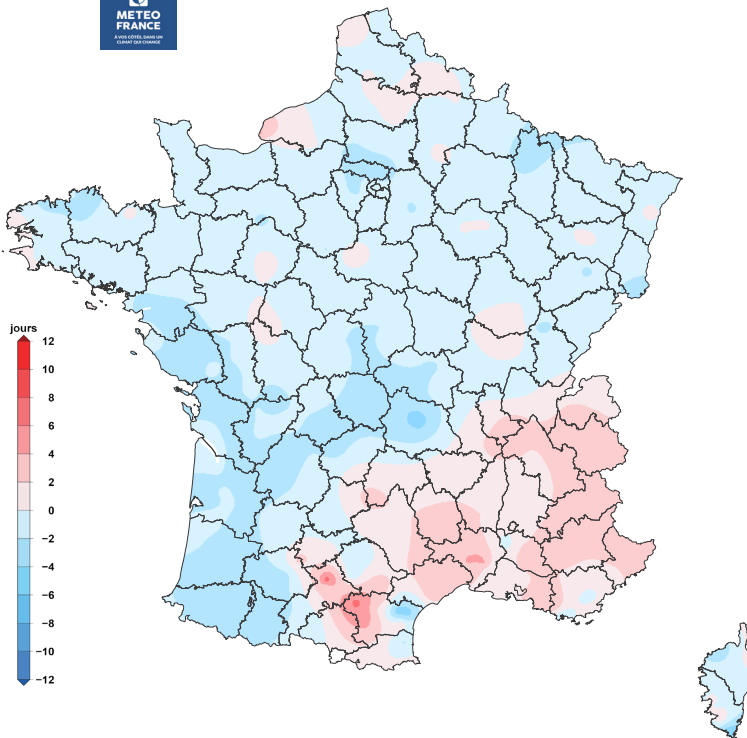 METEO
FRANCE
À VOS CÔTÉS, DANS UN
CLIMAT QUI CHANGE
jours
12
10
8
6
4
2
0
−2
−4
−6
−8
−10
−12